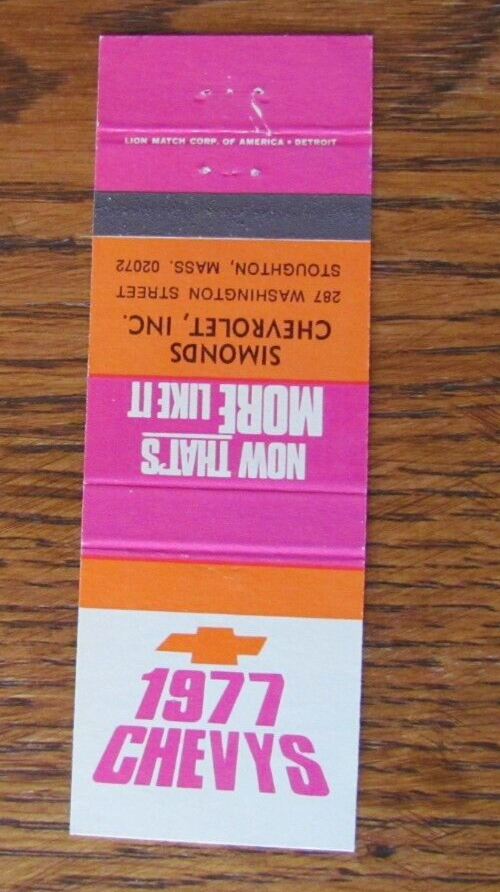 LION MATCH CORP. OF AMERICA • DETROIT
SIMONDS
CHEVROLET, INC.
287 WASHINGTON STREET
STOUGHTON, MASS. 02072
NOW THAT'S
MORE LIKE IT
1977
CHEVYS